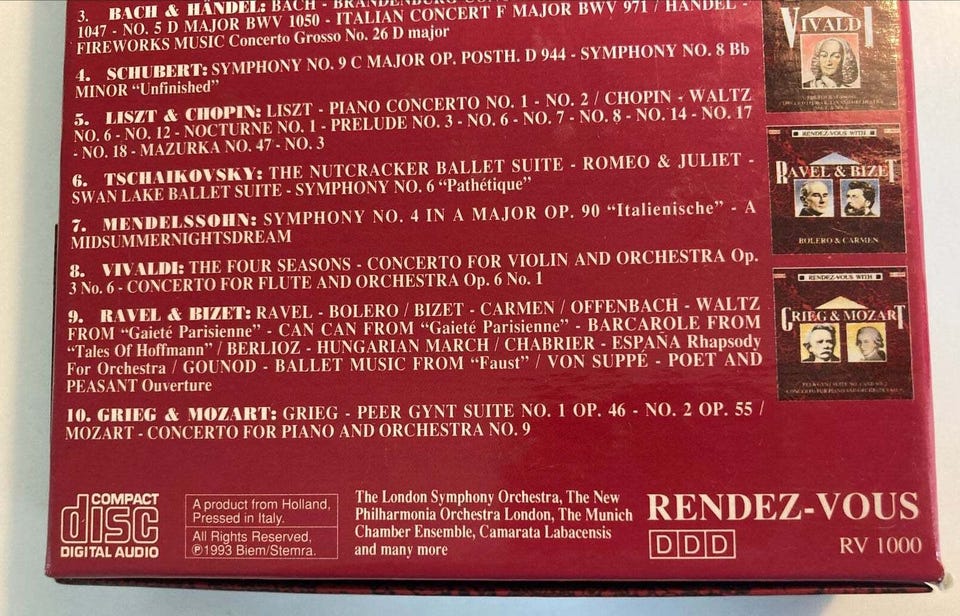 3. BACH & HÄNDEL: BACH - BRANDENBURG
1047 - NO. 5 D MAJOR BWV 1050 - ITALIAN CONCERT F MAJOR BWV 971 / HÄNDEL -
FIREWORKS MUSIC Concerto Grosso No. 26 D major
4. SCHUBERT: SYMPHONY NO. 9 C MAJOR OP. POSTH. D 944 - SYMPHONY NO. 8 Bb
MINOR "Unfinished"
5. LISZT & CHOPIN: LISZT - PIANO CONCERTO NO. 1 - NO. 2 / CHOPIN - WALTZ
NO. 6 - NO. 12 - NOCTURNE NO. 1 - PRELUDE NO. 3 - NO. 6 - NO. 7 - NO. 8 - NO. 14 - NO. 17
- NO. 18 - MAZURKA NO. 47 - NO. 3
6. TSCHAIKOVSKY: THE NUTCRACKER BALLET SUITE - ROMEO & JULIET -
SWAN LAKE BALLET SUITE - SYMPHONY NO. 6 "Pathétique"
7. MENDELSSOHN: SYMPHONY NO. 4 IN A MAJOR OP. 90 "Italienische" - A
MIDSUMMERNIGHTSDREAM
8. VIVALDI: THE FOUR SEASONS - CONCERTO FOR VIOLIN AND ORCHESTRA Op.
3 No. 6 - CONCERTO FOR FLUTE AND ORCHESTRA Op. 6 No. 1
9. RAVEL & BIZET: RAVEL - BOLERO / BIZET - CARMEN / OFFENBACH - WALTZ
FROM "Gaieté Parisienne" - CAN CAN FROM "Gaieté Parisienne" - BARCAROLE FROM
"Tales Of Hoffmann" / BERLIOZ - HUNGARIAN MARCH / CHABRIER - ESPAÑA Rhapsody
For Orchestra / GOUNOD - BALLET MUSIC FROM "Faust" / VON SUPPÉ - POET AND
PEASANT Ouverture
10. GRIEG & MOZART: GRIEG - PEER GYNT SUITE NO. 1 OP. 46 - NO. 2 OP. 55 /
MOZART - CONCERTO FOR PIANO AND ORCHESTRA NO. 9
VIVALDI
RENDEZ-VOUS WITH
RAVEL & BIZET
BOLERO & CARMEN
RENDEZ-VOUS WITH
GRIEG & MOZART
COMPACT
disc
DIGITAL AUDIO
A product from Holland,
Pressed in Italy.
All Rights Reserved,
℗1993 Biem/Stemra.
The London Symphony Orchestra, The New
Philharmonia Orchestra London, The Munich
Chamber Ensemble, Camarata Labacensis
and many more
RENDEZ-VOUS
DDD
RV 1000